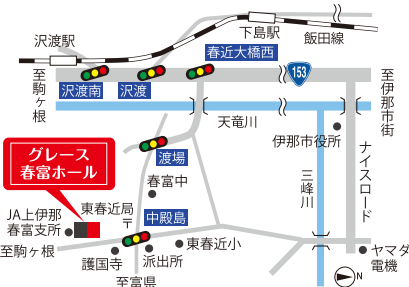 沢渡駅
下島駅
飯田線
春近大橋西
153
至駒ヶ根
沢渡南
沢渡
至伊那市街
天竜川
伊那市役所
ナイスロード
渡場
三峰川
グレース
春富ホール
春富中
東春近局
〒
中殿島
JA上伊那
春富支所
至駒ヶ根
護国寺
派出所
東春近小
至富県
ヤマダ
電機
N